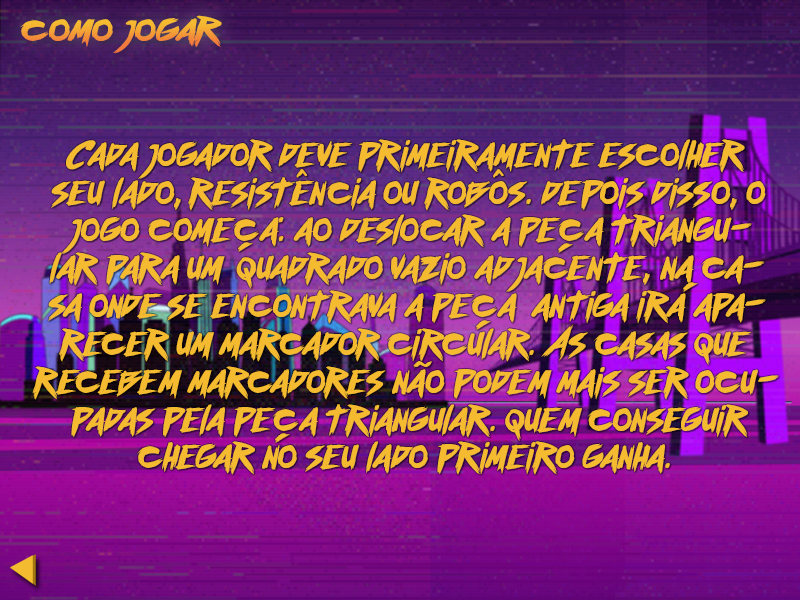 COMO JOGAR
CADA JOGADOR DEVE PRIMEIRAMENTE ESCOLHER
SEU LADO, RESISTÊNCIA OU ROBÔS. DEPOIS DISSO, O
JOGO COMEÇA: AO DESLOCAR A PEÇA TRIANGU-
LAR PARA UM QUADRADO VAZIO ADJACENTE, NA CA-
SA ONDE SE ENCONTRAVA A PEÇA ANTIGA IRÁ APA-
RECER UM MARCADOR CIRCULAR. AS CASAS QUE
RECEBEM MARCADORES NÃO PODEM MAIS SER OCU-
PADAS PELA PEÇA TRIANGULAR. QUEM CONSEGUIR
CHEGAR NO SEU LADO PRIMEIRO GANHA.